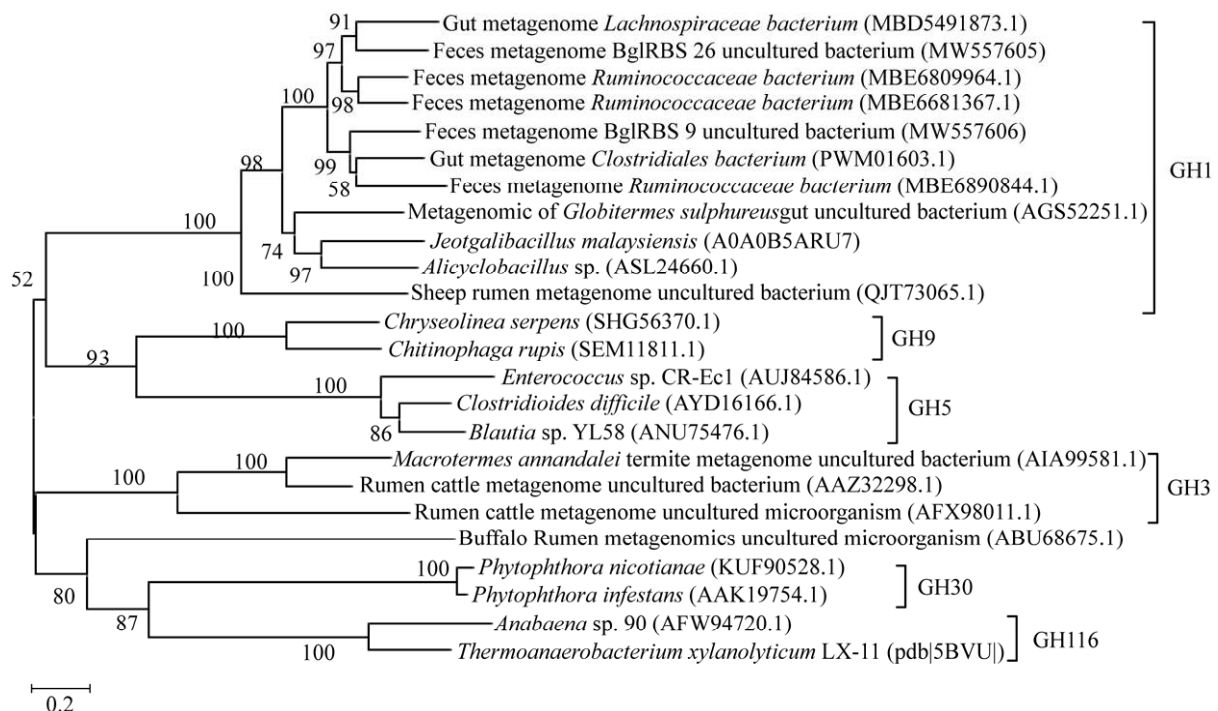 91
Gut metagenome Lachnospiraceae bacterium (MBD5491873.1)
97
Feces metagenome BglRBS 26 uncultured bacterium (MW557605)
Feces metagenome Ruminococcaceae bacterium (MBE6809964.1)
100
98
Feces metagenome Ruminococcaceae bacterium (MBE6681367.1)
Feces metagenome BglRBS 9 uncultured bacterium (MW557606)
98
99
Gut metagenome Clostridiales bacterium (PWM01603.1)
GH1
58
Feces metagenome Ruminococcaceae bacterium (MBE6890844.1)
100
Metagenomic of Globitermes sulphureusgut uncultured bacterium (AGS52251.1)
74
Jeotgalibacillus malaysiensis (A0A0B5ARU7)
97
Alicyclobacillus sp. (ASL24660.1)
52
100
Sheep rumen metagenome uncultured bacterium (QJT73065.1)
100
Chryseolinea serpens (SHG56370.1)
GH9
93
Chitinophaga rupis (SEM11811.1)
100
Enterococcus sp. CR-Ec1 (AUJ84586.1)
Clostridioides difficile (AYD16166.1)
GH5
86
Blautia sp. YL58 (ANU75476.1)
100
100
Macrotermes annandalei termite metagenome uncultured bacterium (AIA99581.1)
Rumen cattle metagenome uncultured bacterium (AAZ32298.1)
GH3
Rumen cattle metagenome uncultured microorganism (AFX98011.1)
Buffalo Rumen metagenomics uncultured microorganism (ABU68675.1)
100
Phytophthora nicotianae (KUF90528.1)
GH30
80
Phytophthora infestans (AAK19754.1)
87
Anabaena sp. 90 (AFW94720.1)
GH116
100
Thermoanaerobacterium xylanolyticum LX-11 (pdb|5BVU|)
0.2